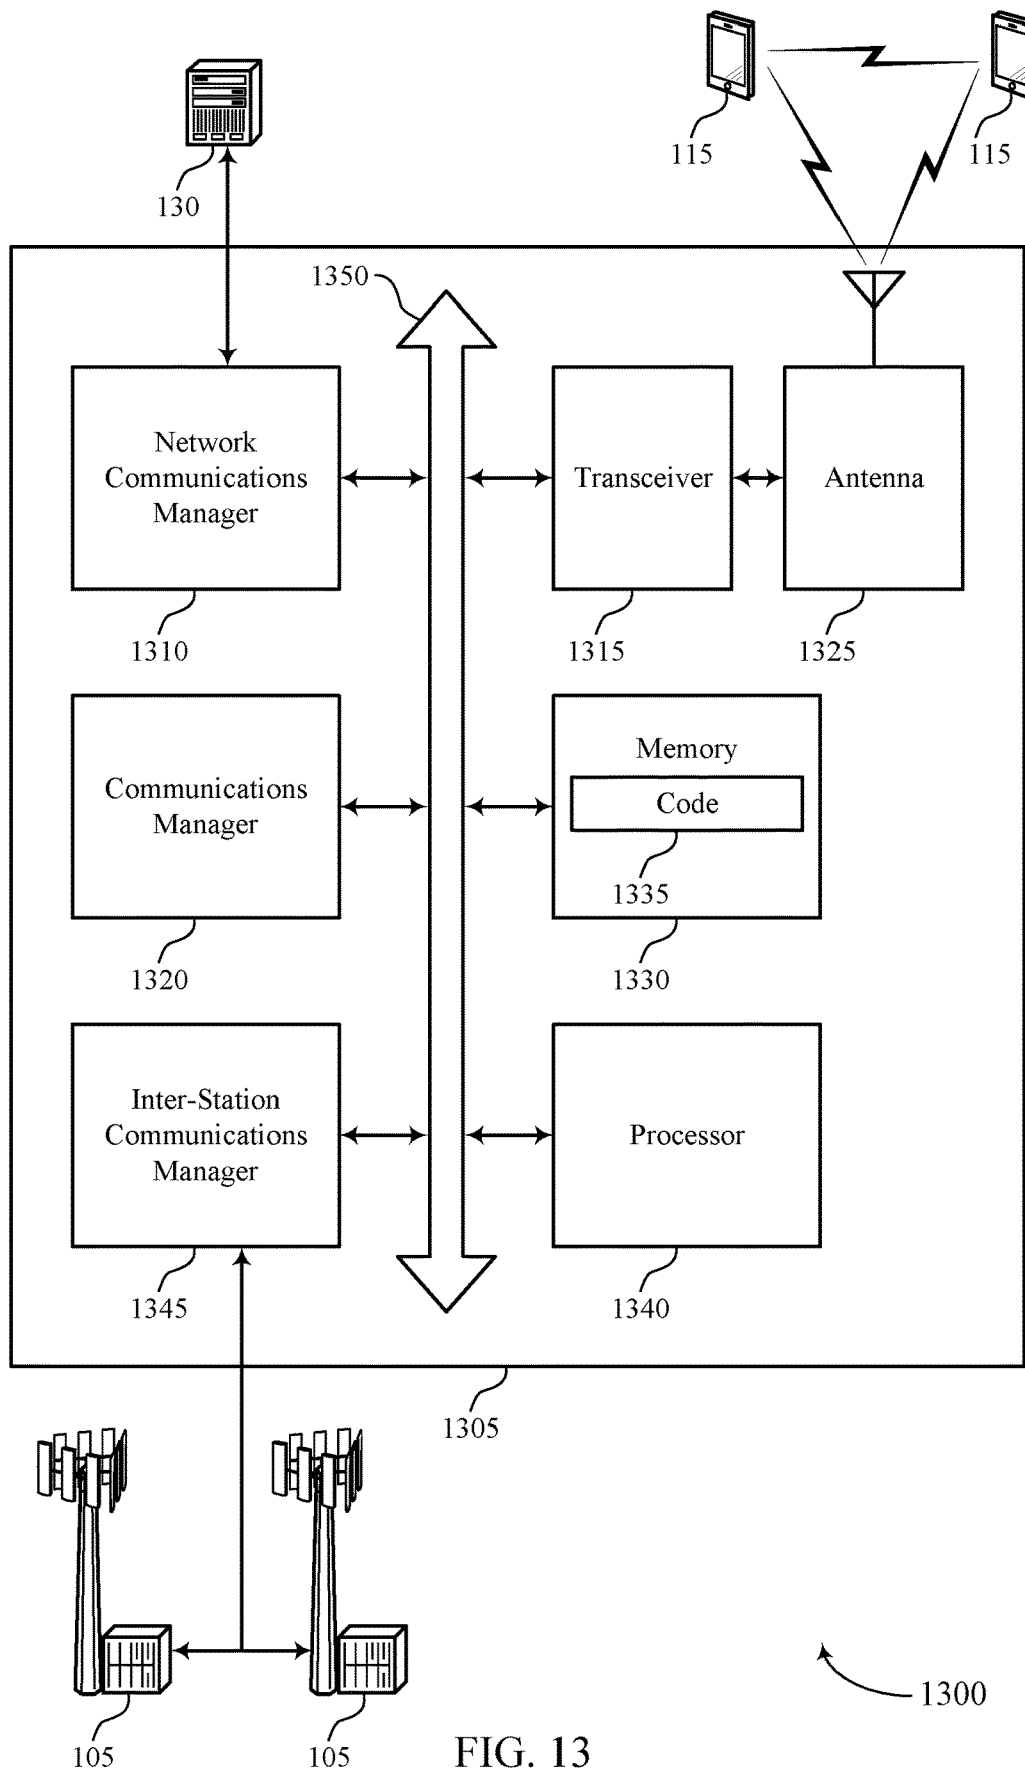 115
115
130
1350
Network
Communications
Manager
Transceiver
Antenna
1310
1315
1325
Communications
Manager
Memory
Code
1335
1320
1330
Inter-Station
Communications
Manager
Processor
1345
1340
1305
105
105
1300
FIG. 13